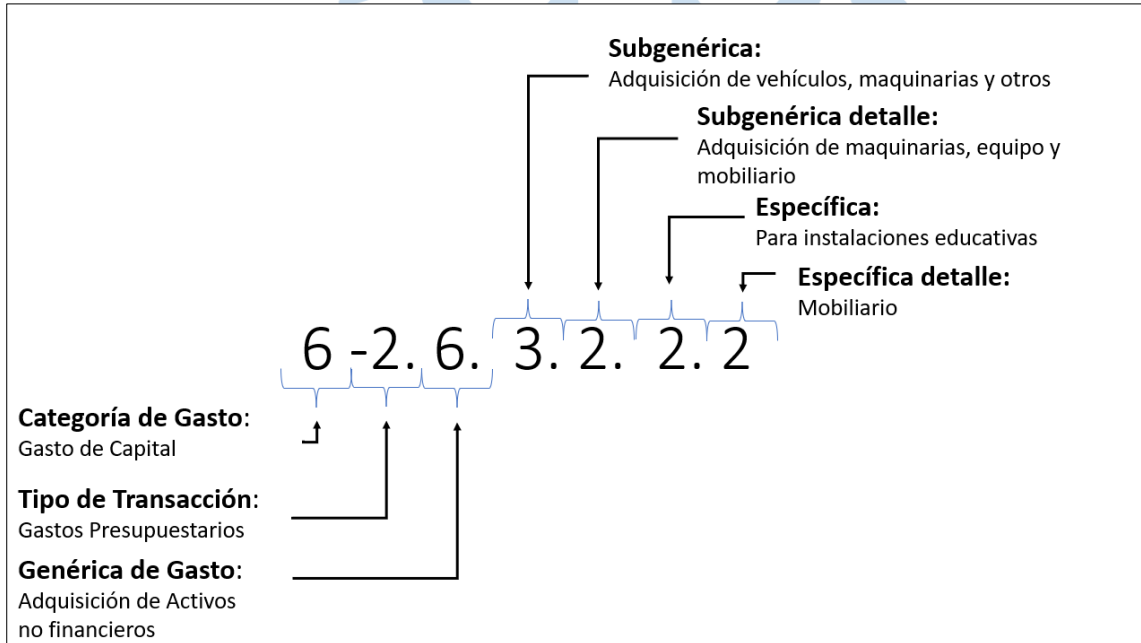 Subgenérica:
Adquisición de vehículos, maquinarias y otros
Subgenérica detalle:
Adquisición de maquinarias, equipo y
mobiliario
Específica:
Para instalaciones educativas
Específica detalle:
Mobiliario
6 -2. 6. 3. 2. 2. 2
Categoría de Gasto:
Gasto de Capital
Tipo de Transacción:
Gastos Presupuestarios
Genérica de Gasto:
Adquisición de Activos
no financieros